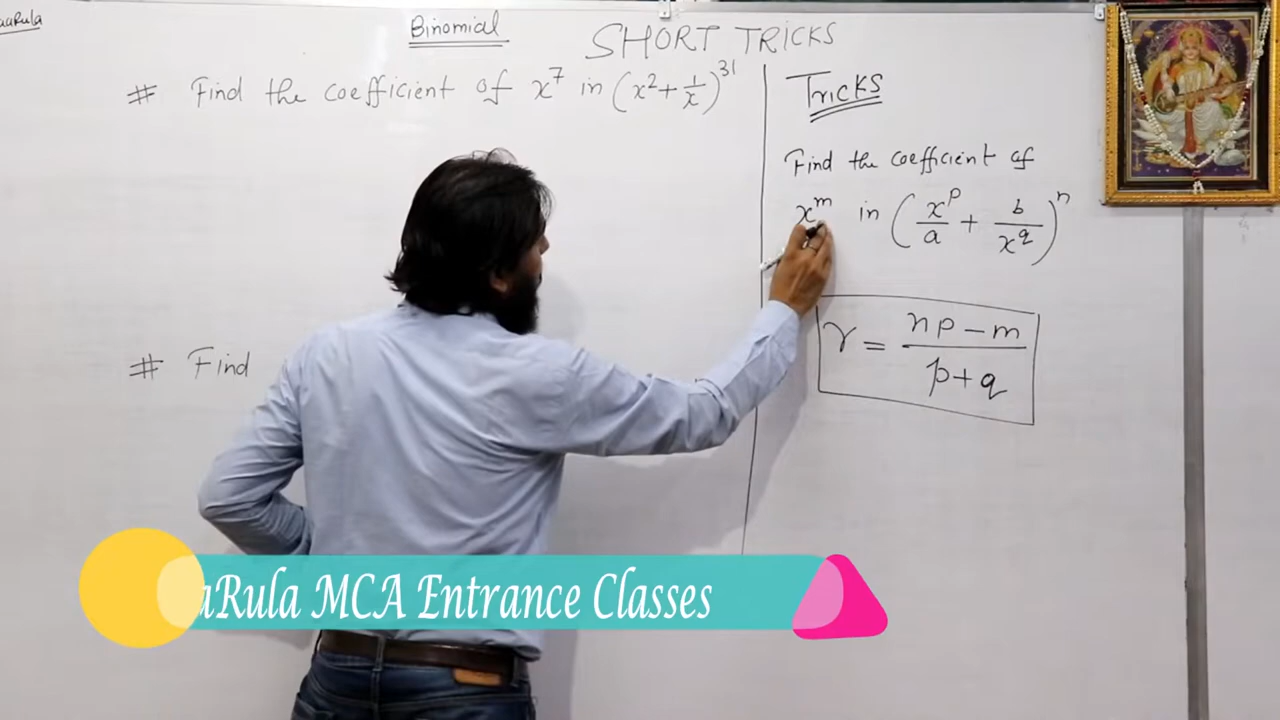 Binomial
SHORT TRICKS
# Find the coefficient of x^7 in (x^2 + 1/x)^31
# Find
Tricks
Find the coefficient of
x^m in (x^p/a + b/x^q)^n
r = (np - m)/(p + q)
aRula MCA Entrance Classes